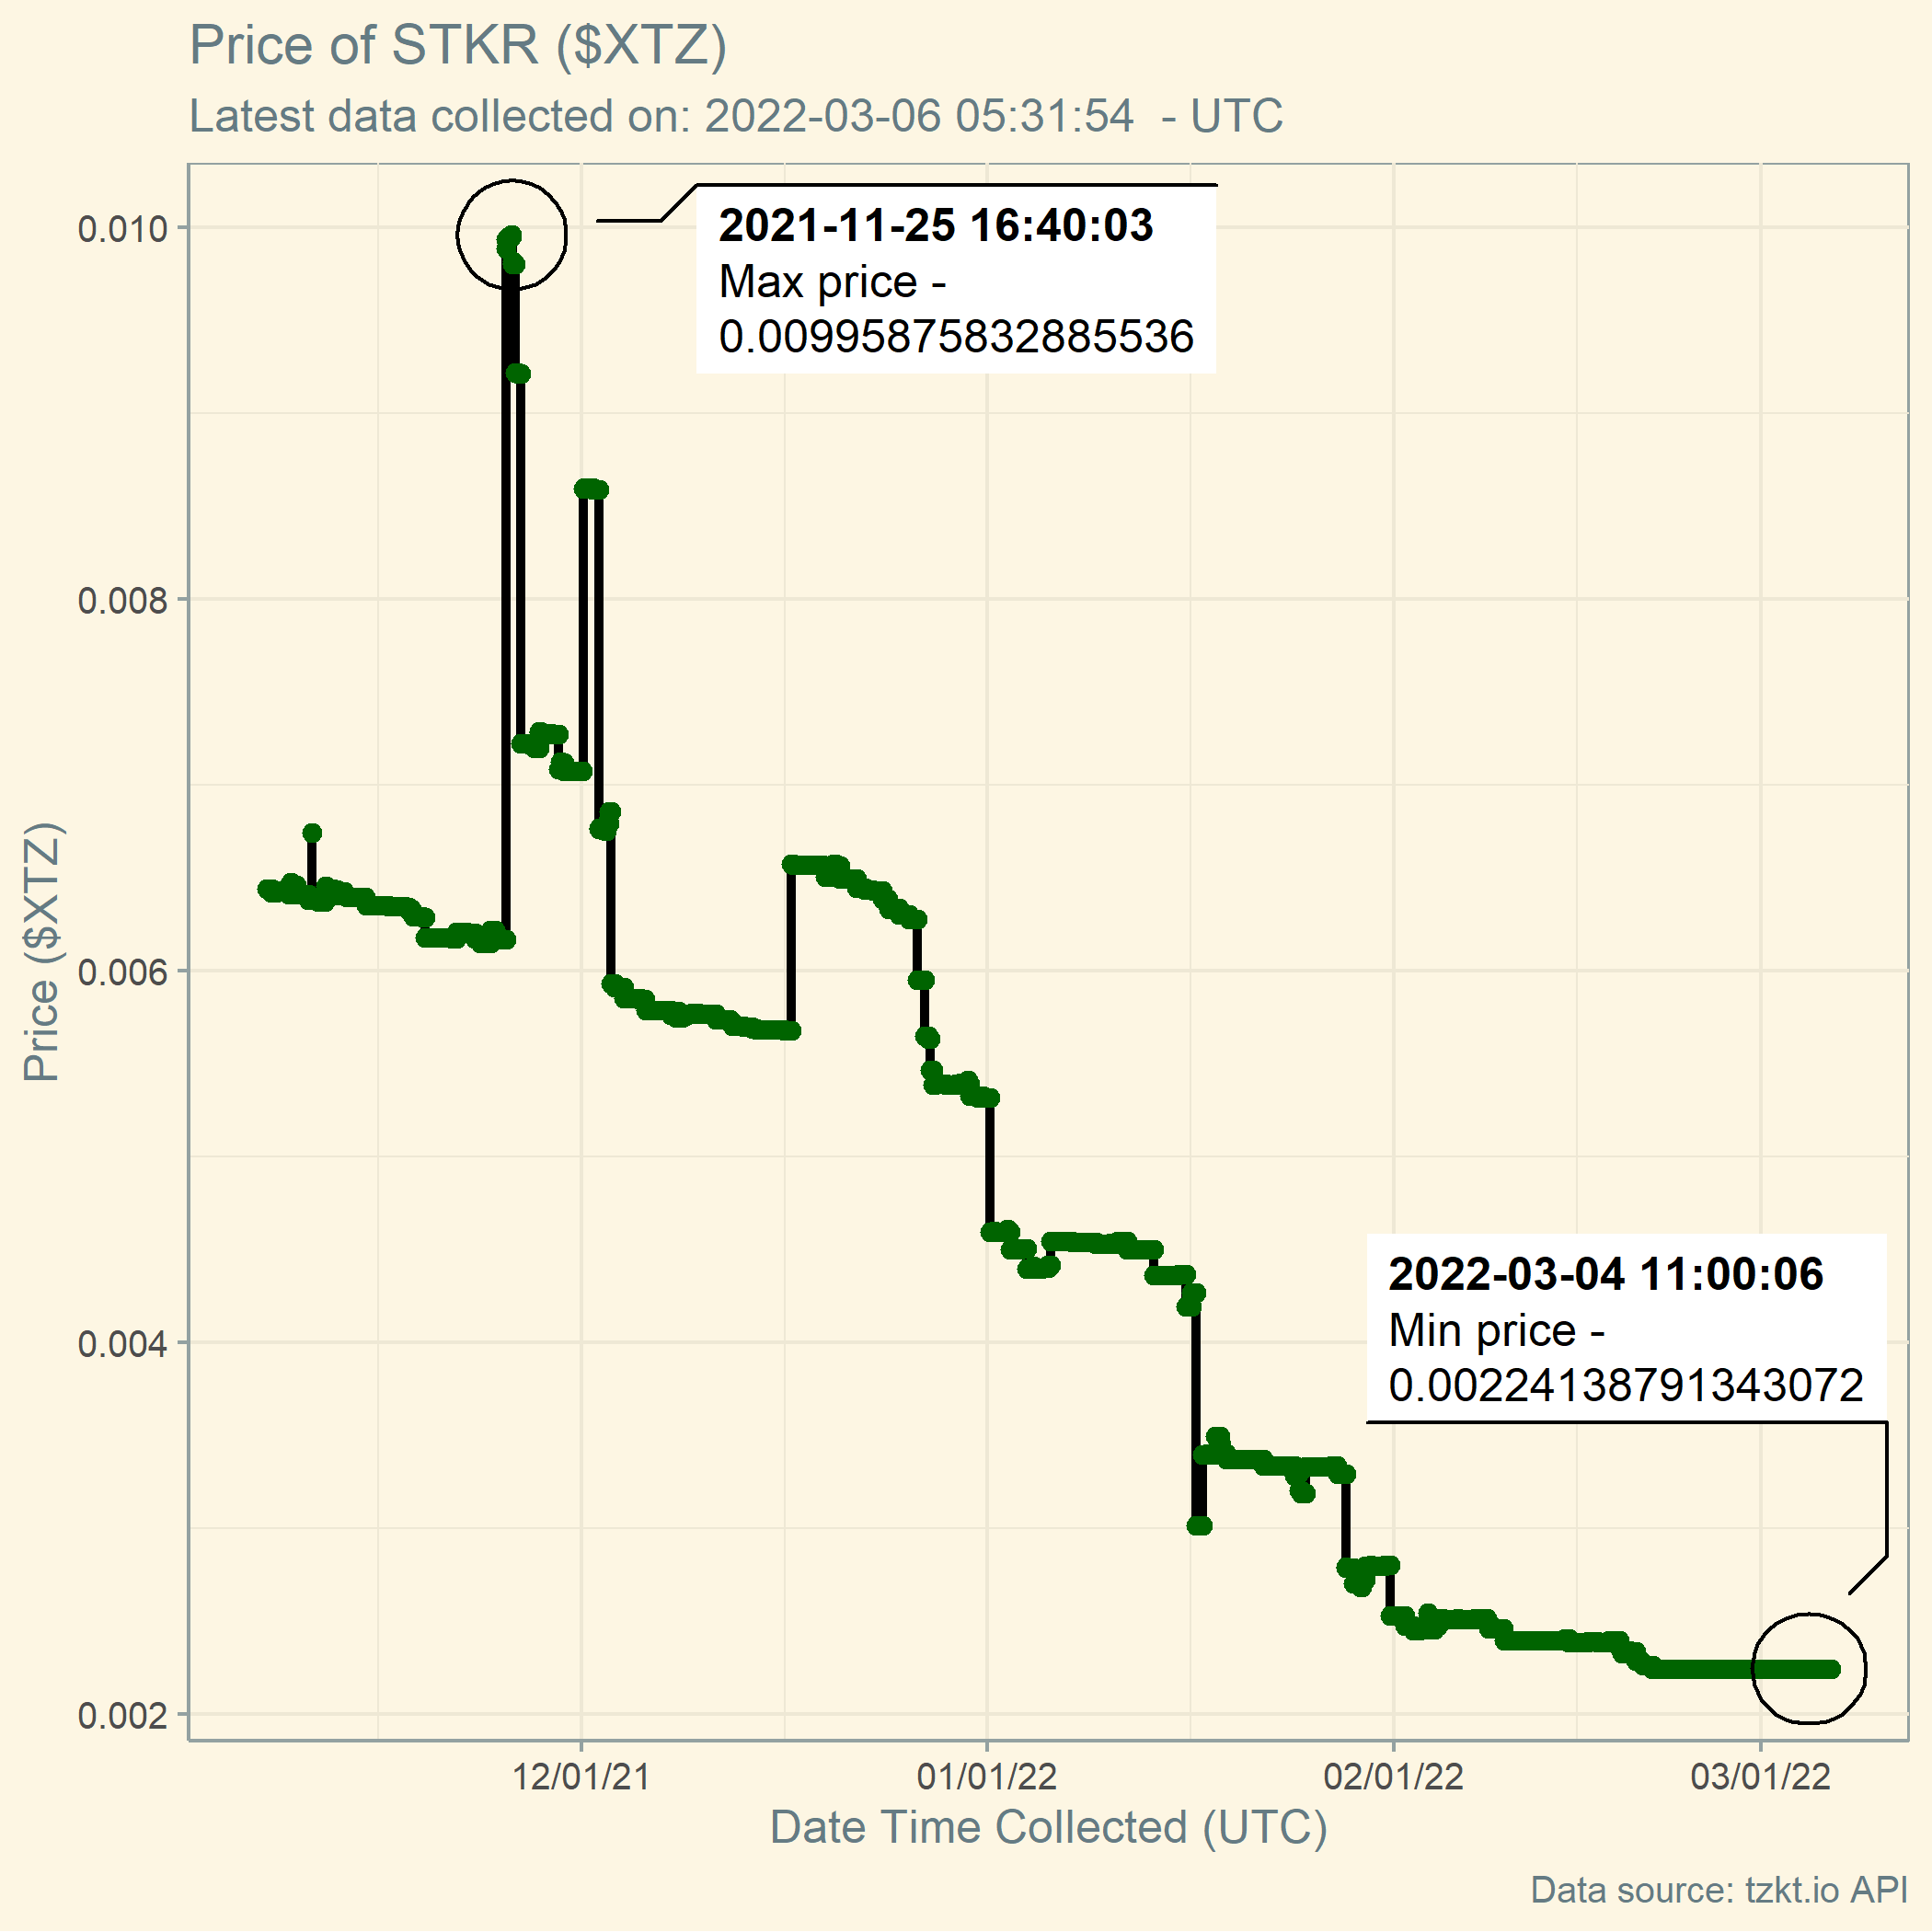 Price of STKR ($XTZ)
Latest data collected on: 2022-03-06 05:31:54  - UTC
2021-11-25 16:40:03
Max price -
0.00995875832885536
0.010
0.008
0.006
0.004
0.002
Price ($XTZ)
2022-03-04 11:00:06
Min price -
0.00224138791343072
12/01/21
01/01/22
02/01/22
03/01/22
Date Time Collected (UTC)
Data source: tzkt.io API